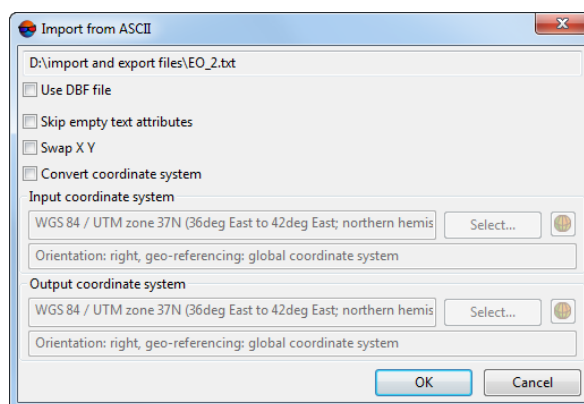 Import from ASCII
D:\import and export files\EO_2.txt
Use DBF file
Skip empty text attributes
Swap X Y
Convert coordinate system
Input coordinate system
WGS 84 / UTM zone 37N (36deg East to 42deg East; northern hemis
Select...
Orientation: right, geo-referencing: global coordinate system
Output coordinate system
WGS 84 / UTM zone 37N (36deg East to 42deg East; northern hemis
Select...
Orientation: right, geo-referencing: global coordinate system
OK Cancel